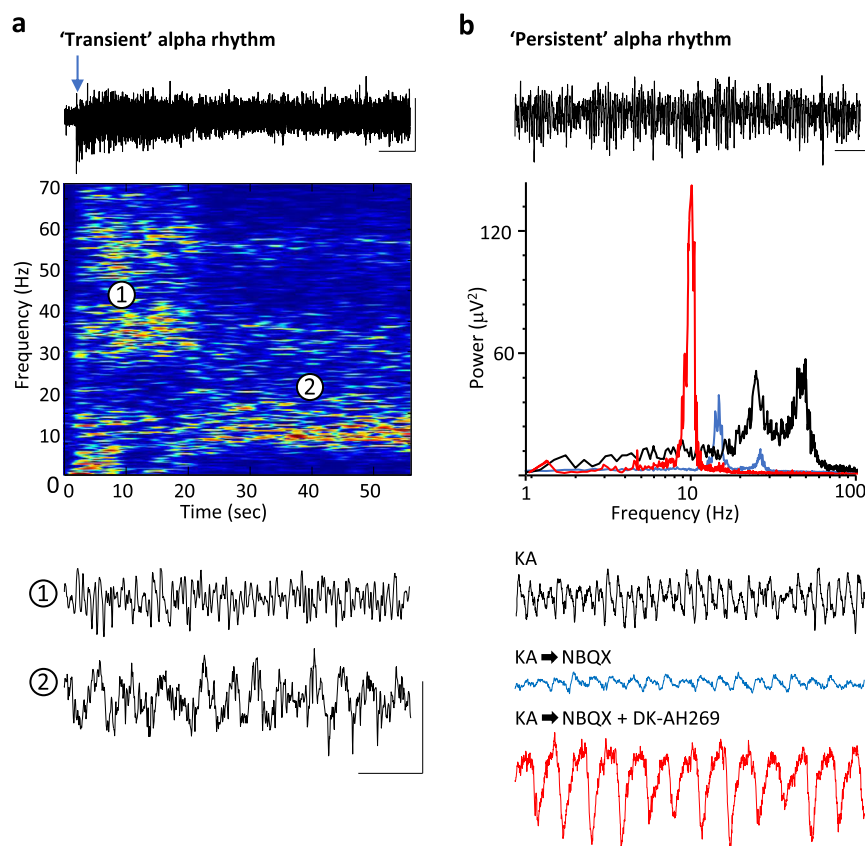 a
'Transient' alpha rhythm
70
60
50
40
30
20
10
0
Frequency (Hz)
1
2
0 10 20 30 40 50
Time (sec)
1
2
b
'Persistent' alpha rhythm
120
60
Power (µV²)
1 10 100
Frequency (Hz)
KA
KA ➡ NBQX
KA ➡ NBQX + DK-AH269